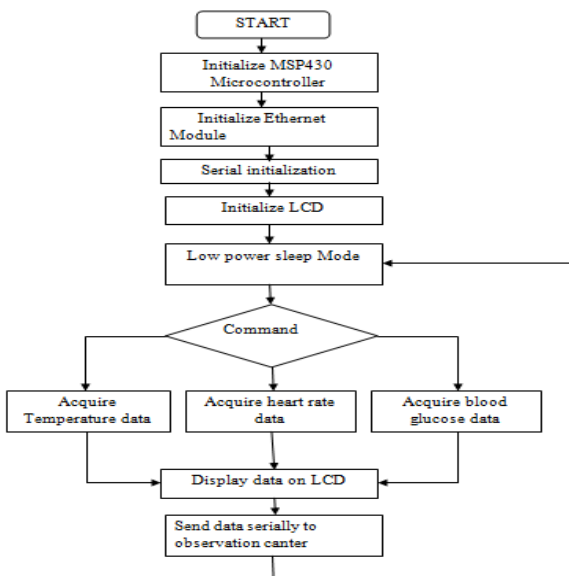 START
Initialize MSP430
Microcontroller
Initialize Ethernet
Module
Serial initialization
Initialize LCD
Low power sleep Mode
Command
Acquire
Temperature data
Acquire heart rate
data
Acquire blood
glucose data
Display data on LCD
Send data serially to
observation canter